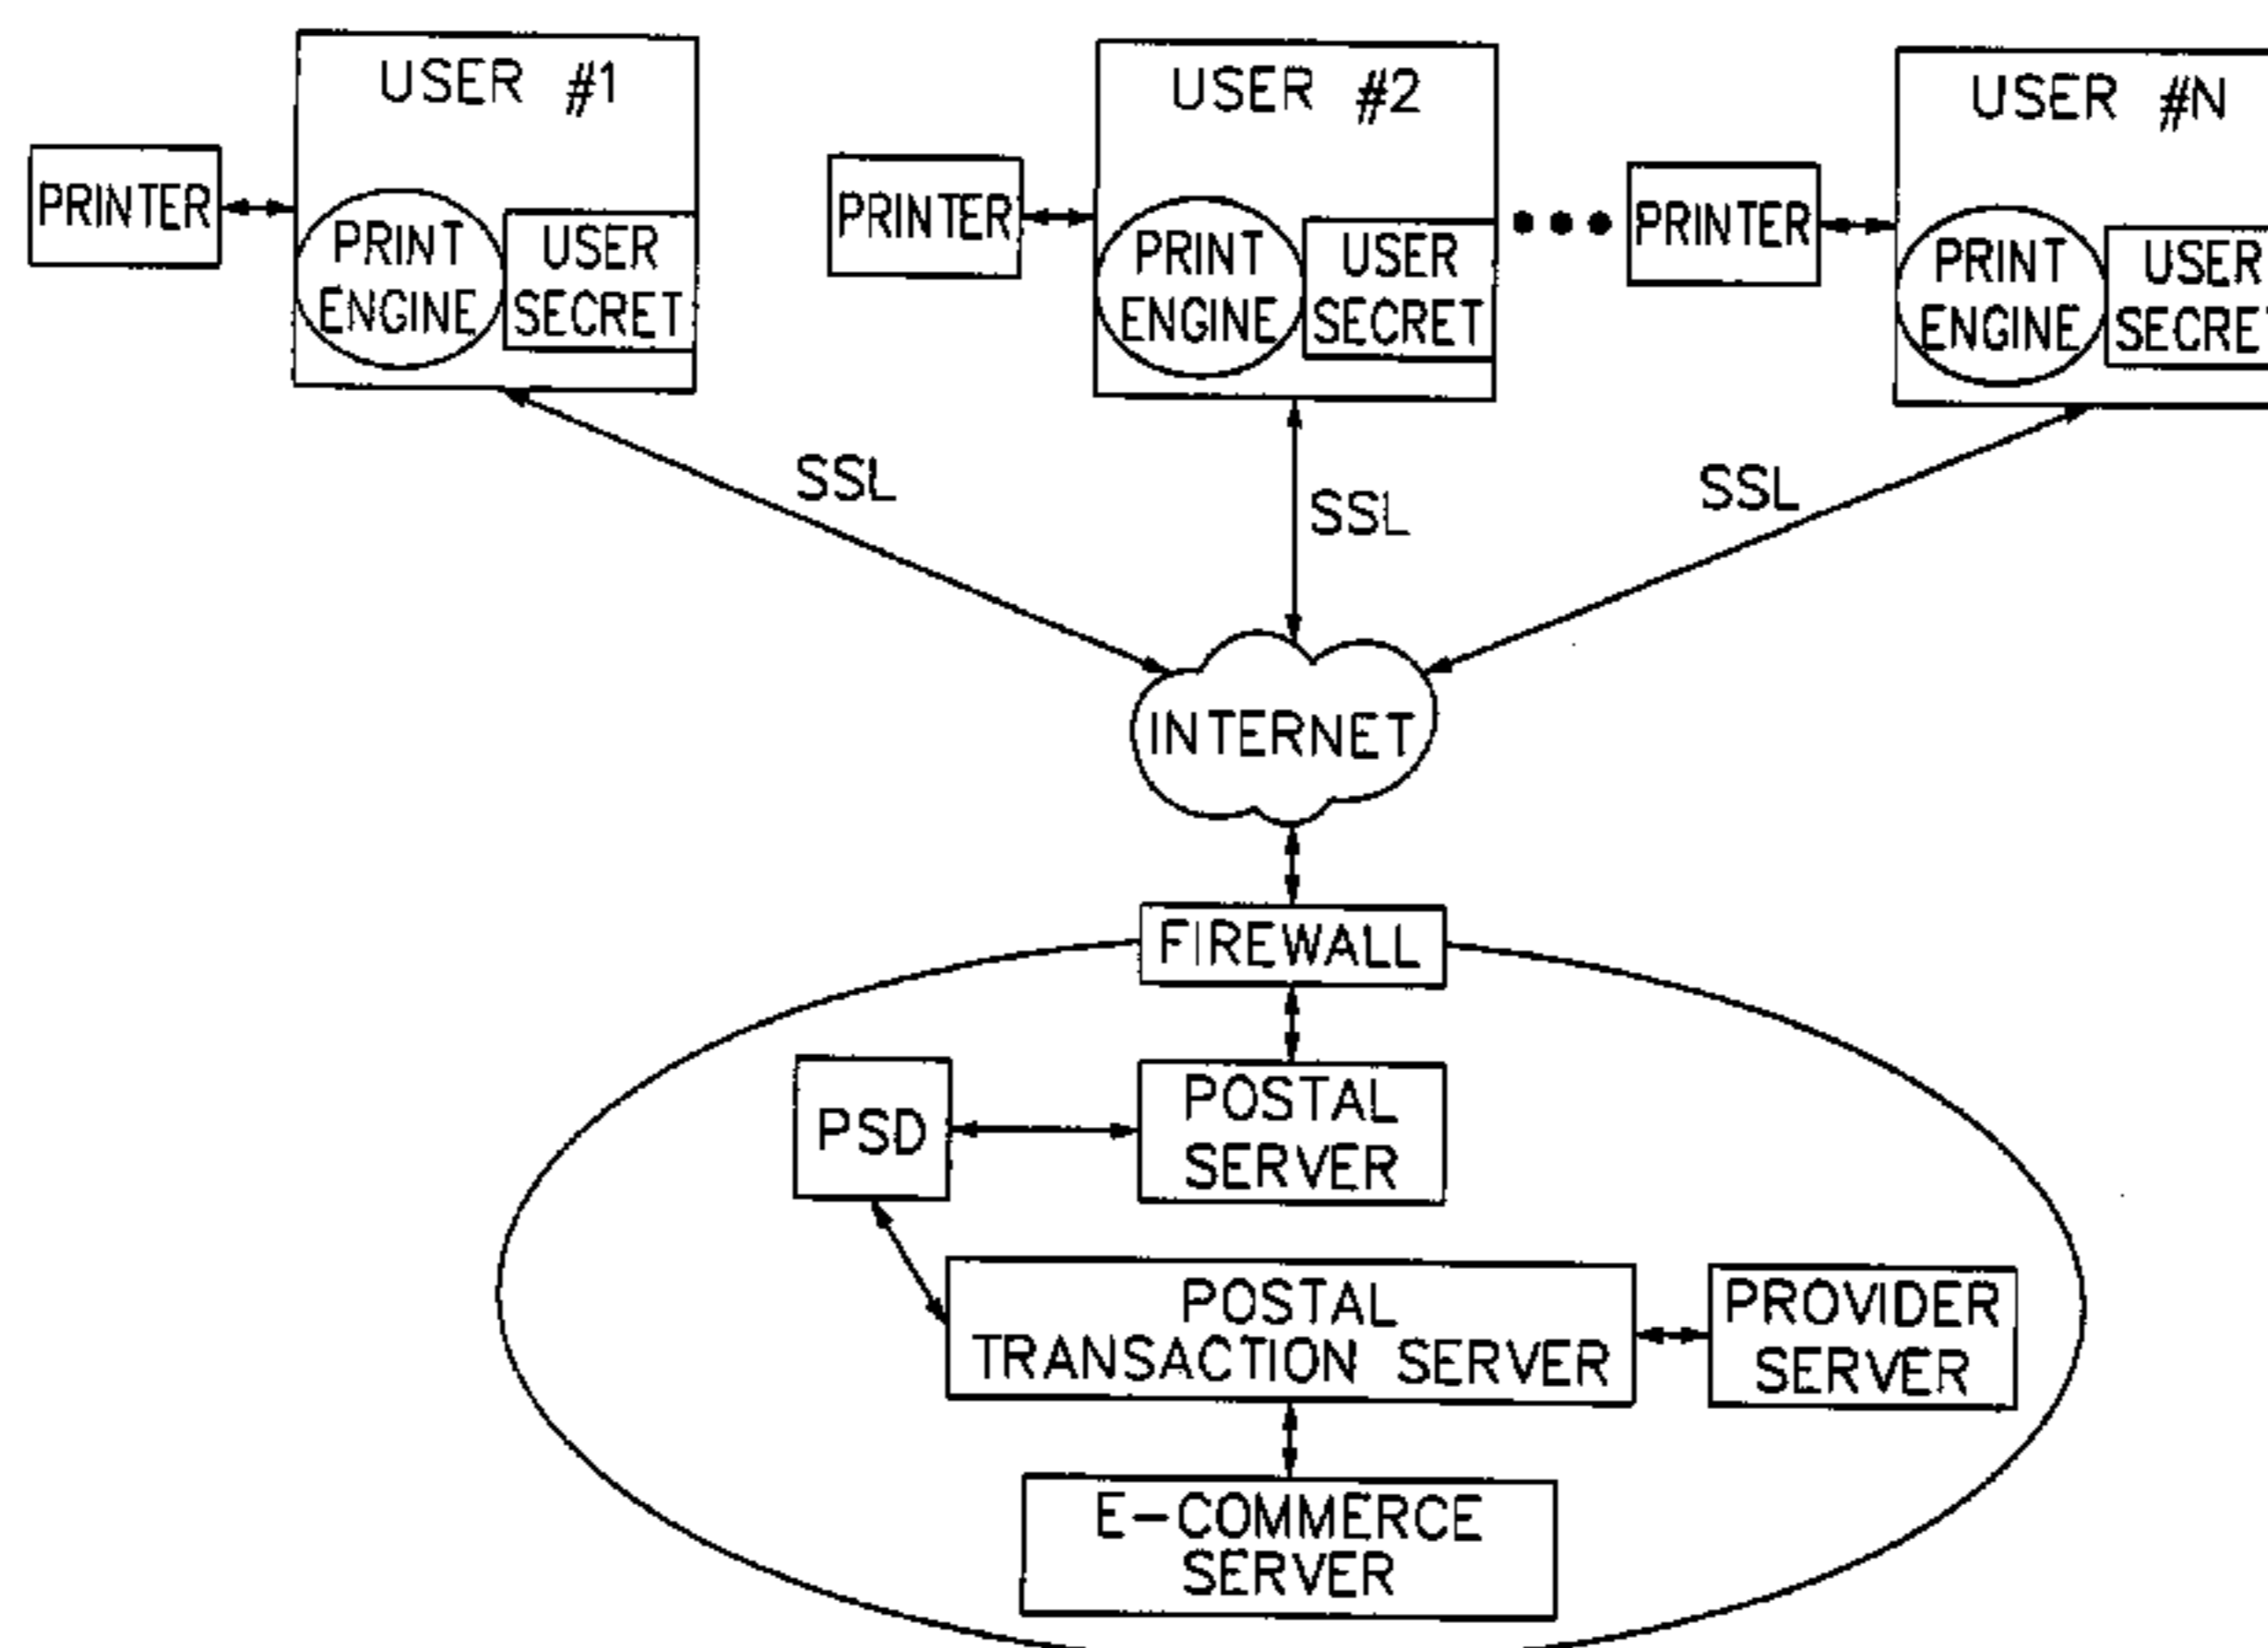 USER #1
PRINTER
PRINT
ENGINE
USER
SECRET
USER #2
PRINTER
PRINT
ENGINE
USER
SECRET
USER #N
PRINTER
PRINT
ENGINE
USER
SECRET
SSL
SSL
SSL
INTERNET
FIREWALL
PSD
POSTAL
SERVER
POSTAL
TRANSACTION SERVER
PROVIDER
SERVER
E-COMMERCE
SERVER